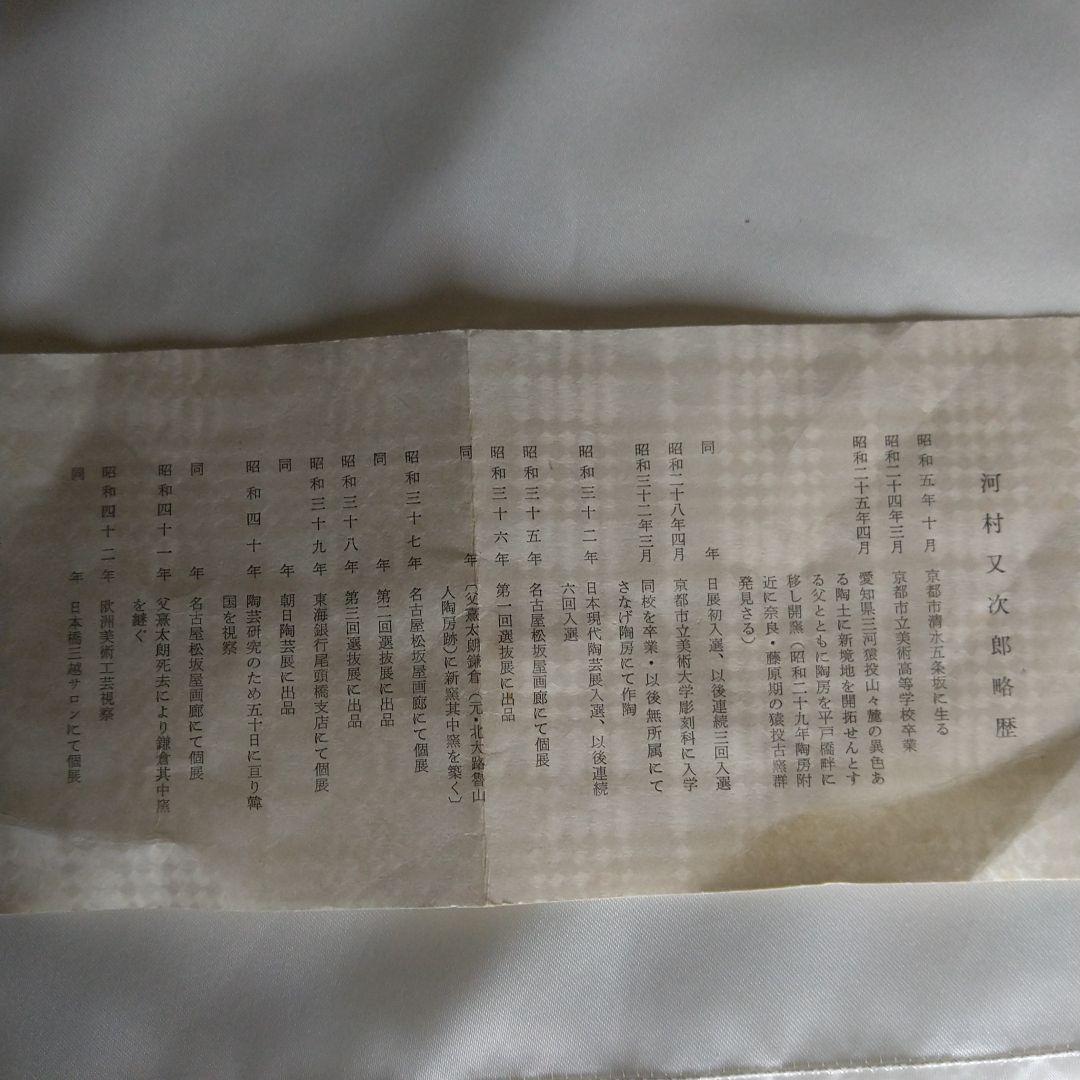 河村又次郎略歴
昭和五年十月 京都市清水五条坂に生る
昭和二十四年三月 京都市立美術高等学校卒業
昭和二十五年四月 愛知県三河猿投山々麓の異色あ
る陶土に新境地を開拓せんとす
る父とともに陶房を平戸橋畔に
移し開窯（昭和二十九年陶房附
近に奈良・藤原期の猿投古窯群
発見さる）
同年 日展初入選、以後連続三回入選
昭和二十八年四月 京都市立美術大学彫刻科に入学
昭和三十二年三月 同校を卒業・以後無所属にて
さなげ陶房にて作陶
昭和三十二年 日本現代陶芸展入選、以後連続
六回入選
昭和三十五年 名古屋松坂屋画廊にて個展
昭和三十六年 第一回選抜展に出品
同年 〔父熹太朗鎌倉（元・北大路魯山
人陶房跡）に新窯其中窯を築く〕
昭和三十七年 名古屋松坂屋画廊にて個展
同年 第二回選抜展に出品
昭和三十八年 第三回選抜展に出品
昭和三十九年 東海銀行尾頭橋支店にて個展
同年 朝日陶芸展に出品
昭和四十年 陶芸研究のため五十日に亘り韓
国を視察
同年 名古屋松坂屋画廊にて個展
昭和四十一年 父熹太朗死去により鎌倉其中窯
を継ぐ
昭和四十二年 欧洲美術工芸視察
同年 日本橋三越サロンにて個展